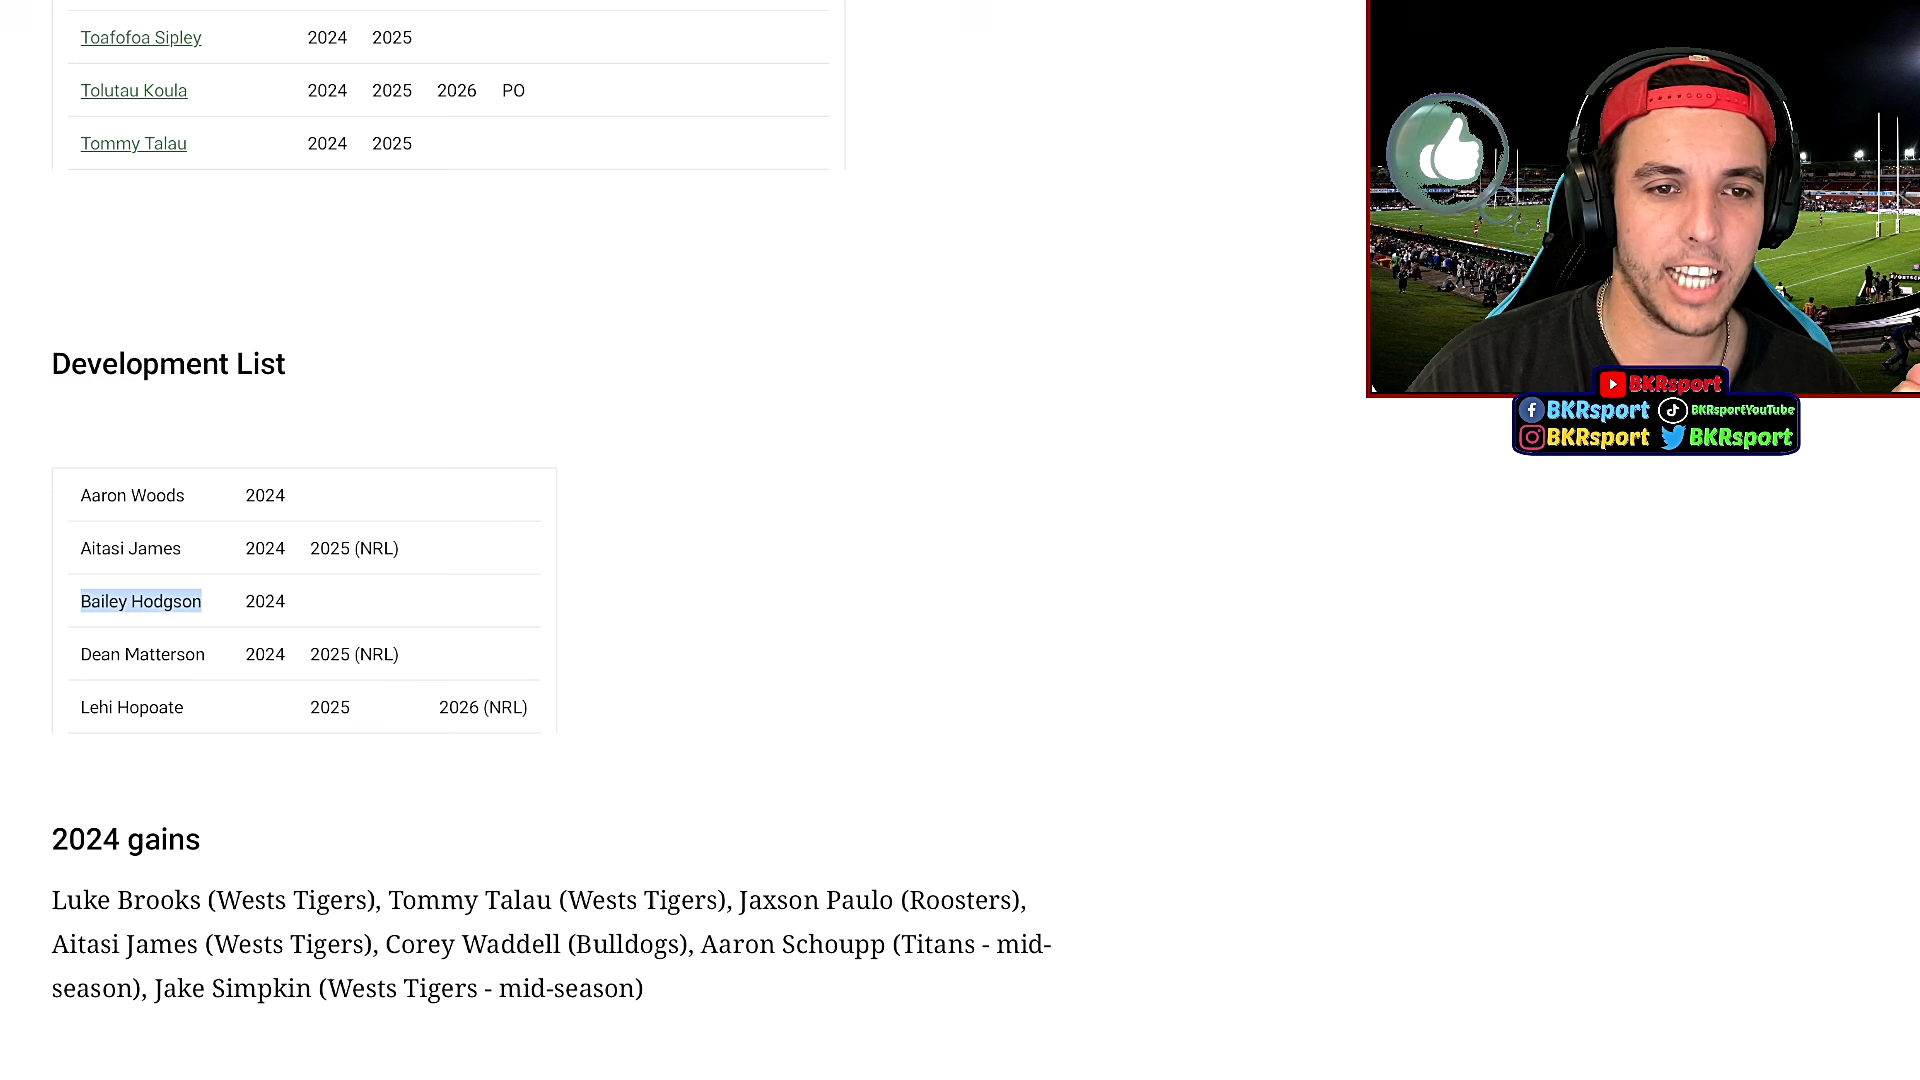 Toafofoa Sipley 2024 2025
Tolutau Koula 2024 2025 2026 PO
Tommy Talau 2024 2025
Development List
Aaron Woods 2024
Aitasi James 2024 2025 (NRL)
Bailey Hodgson 2024
Dean Matterson 2024 2025 (NRL)
Lehi Hopoate 2025 2026 (NRL)
2024 gains
Luke Brooks (Wests Tigers), Tommy Talau (Wests Tigers), Jaxson Paulo (Roosters),
Aitasi James (Wests Tigers), Corey Waddell (Bulldogs), Aaron Schoupp (Titans - mid-
season), Jake Simpkin (Wests Tigers - mid-season)
BKRsport
BKRsport BKRsportYouTube
BKRsport BKRsport